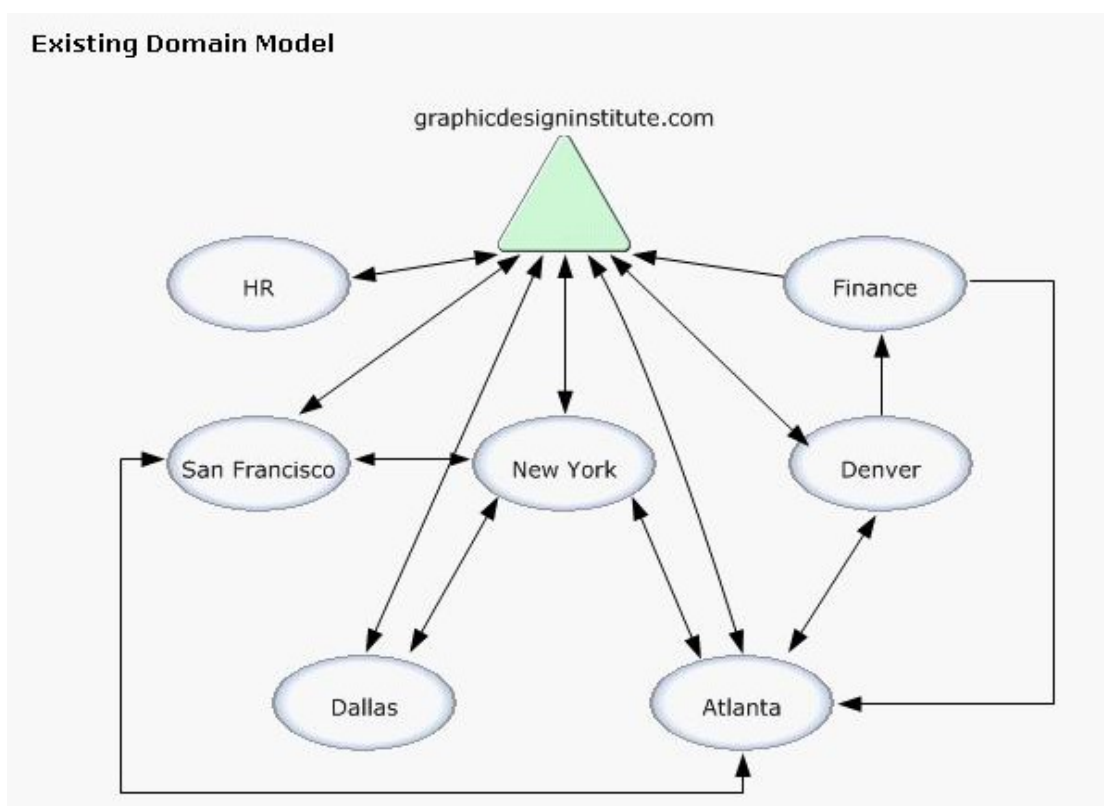 Existing Domain Model
graphicdesigninstitute.com
HR
Finance
San Francisco
New York
Denver
Dallas
Atlanta